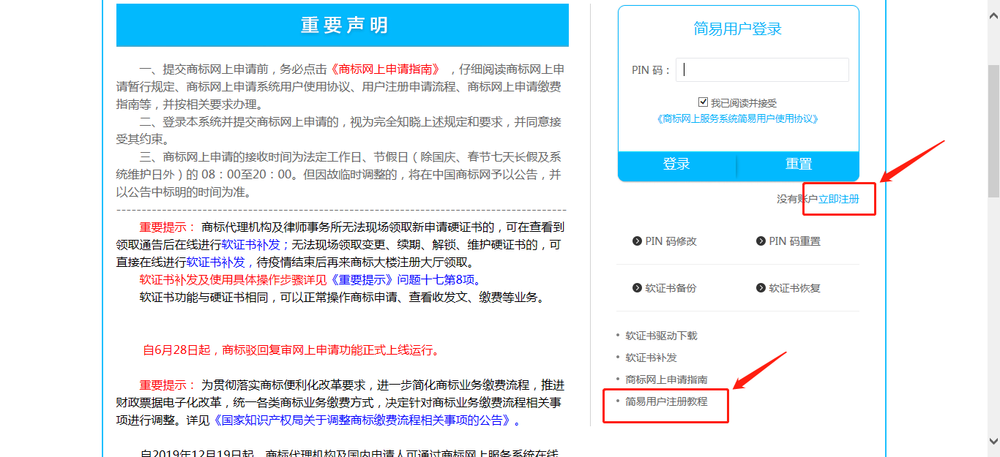 重要声明
一、提交商标网上申请前，务必点击《商标网上申请指南》 ，仔细阅读商标网上申
请暂行规定、商标网上申请系统用户使用协议、用户注册申请流程、商标网上申请缴费
指南等，并按相关要求办理。
二、登录本系统并提交商标网上申请的，视为完全知晓上述规定和要求，并同意接
受其约束。
三、商标网上申请的接收时间为法定工作日、节假日（除国庆、春节七天长假及系
统维护日外）的 08：00至20：00。但因故临时调整的，将在中国商标网予以公告，并
以公告中标明的时间为准。
重要提示： 商标代理机构及律师事务所无法现场领取新申请硬证书的，可在查看到
领取通告后在线进行软证书补发；无法现场领取变更、续期、解锁、维护硬证书的，可
直接在线进行软证书补发，待疫情结束后再来商标大楼注册大厅领取。
软证书补发及使用具体操作步骤详见《重要提示》问题十七第8项。
软证书功能与硬证书相同，可以正常操作商标申请、查看收发文、缴费等业务。
自6月28日起，商标驳回复审网上申请功能正式上线运行。
重要提示： 为贯彻落实商标便利化改革要求，进一步简化商标业务缴费流程，推进
财政票据电子化改革，统一各类商标业务缴费方式，决定针对商标业务缴费流程相关事
项进行调整。详见《国家知识产权局关于调整商标缴费流程相关事项的公告》。
自2019年12月19日起，商标代理机构及国内申请人可通过商标网上服务系统在线
简易用户登录
PIN 码：
我已阅读并接受
《商标网上服务系统简易用户使用协议》
登录 重置
没有账户立即注册
PIN 码修改 PIN 码重置
软证书备份 软证书恢复
• 软证书驱动下载
• 软证书补发
• 商标网上申请指南
• 简易用户注册教程